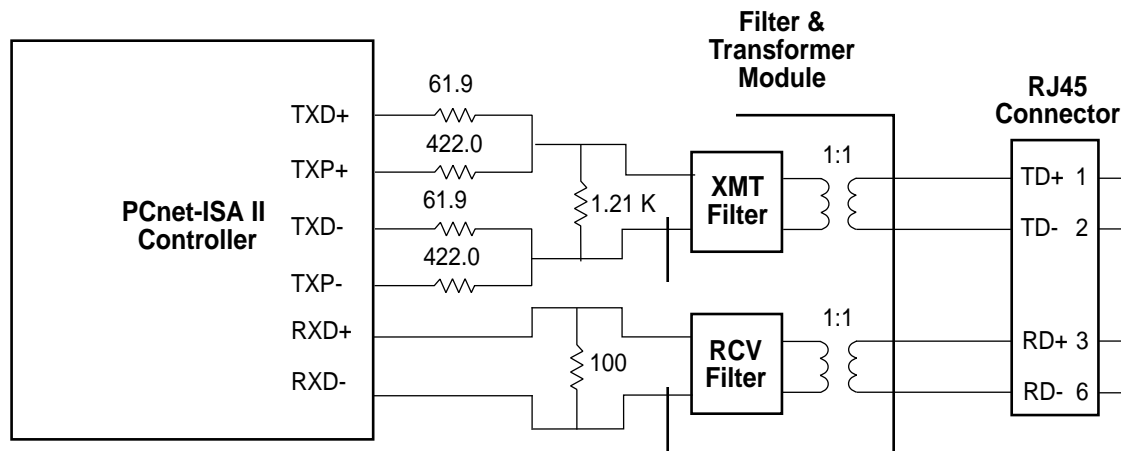 Filter &
Transformer
Module
RJ45
Connector
PCnet-ISA II
Controller
TXD+
61.9
TXP+
422.0
TXD-
61.9
TXP-
422.0
1.21 K
XMT
Filter
1:1
TD+ 1
TD- 2
RXD+
RXD-
100
RCV
Filter
1:1
RD+ 3
RD- 6